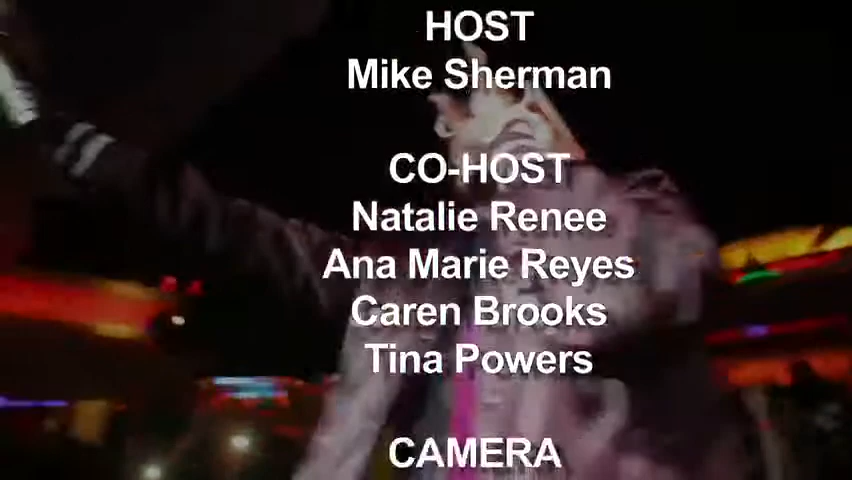 HOST
Mike Sherman
CO-HOST
Natalie Renee
Ana Marie Reyes
Caren Brooks
Tina Powers
CAMERA